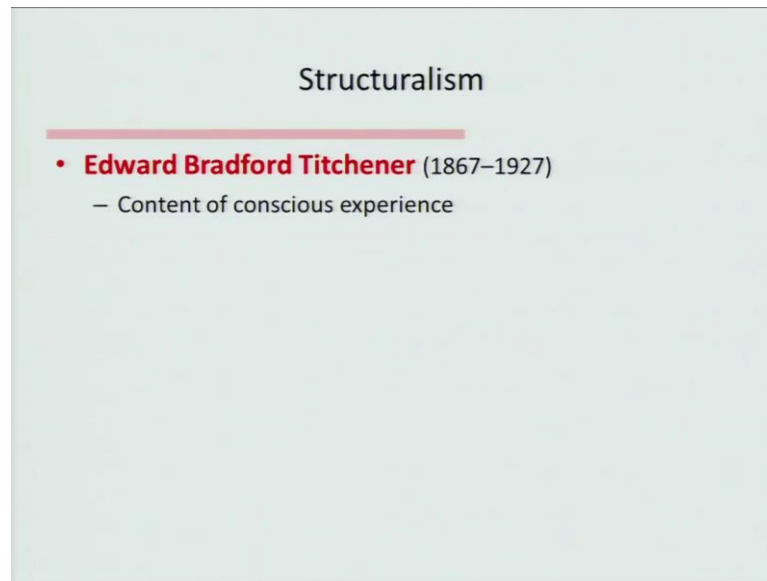 Structuralism
• Edward Bradford Titchener (1867–1927)
– Content of conscious experience